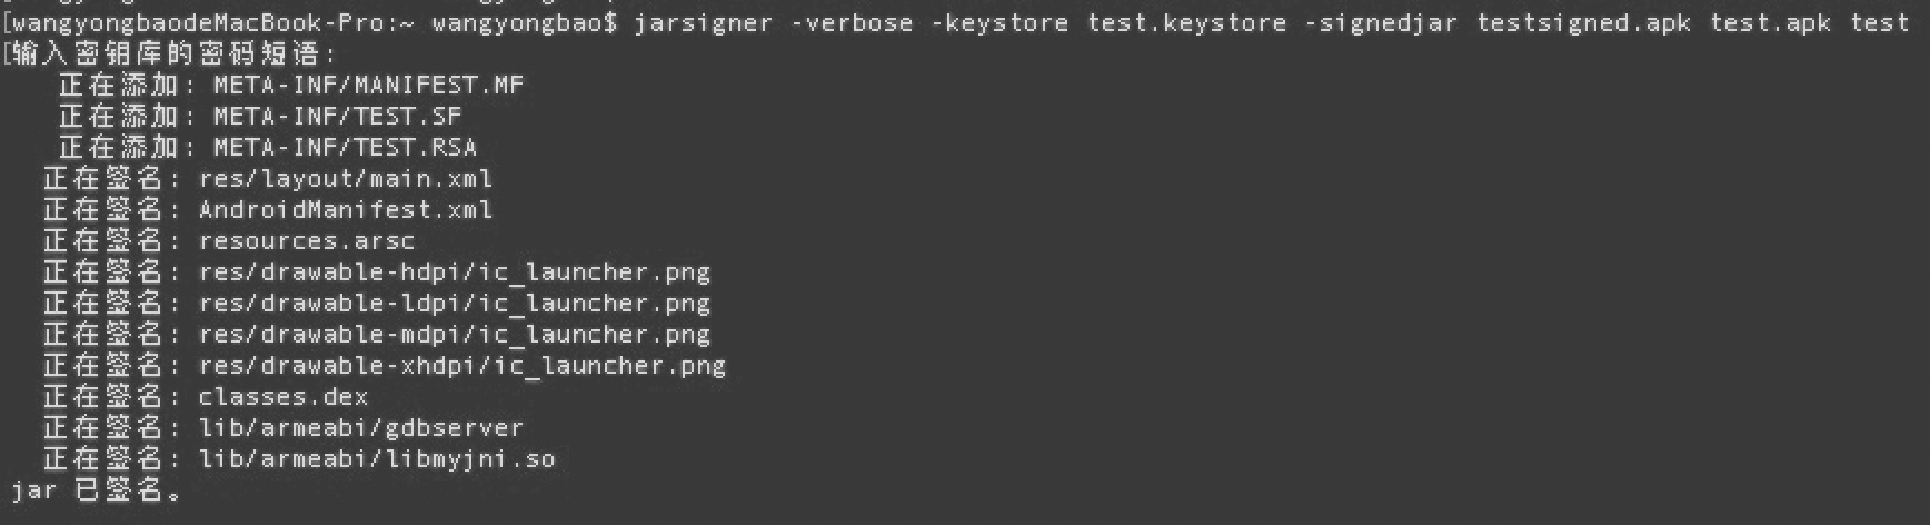 [wangyongbaodeMacBook-Pro:~ wangyongbao$ jarsigner -verbose -keystore test.keystore -signedjar testsigned.apk test.apk test
[输入密钥库的密码短语:
正在添加: META-INF/MANIFEST.MF
正在添加: META-INF/TEST.SF
正在添加: META-INF/TEST.RSA
正在签名: res/layout/main.xml
正在签名: AndroidManifest.xml
正在签名: resources.arsc
正在签名: res/drawable-hdpi/ic_launcher.png
正在签名: res/drawable-ldpi/ic_launcher.png
正在签名: res/drawable-mdpi/ic_launcher.png
正在签名: res/drawable-xhdpi/ic_launcher.png
正在签名: classes.dex
正在签名: lib/armeabi/gdbserver
正在签名: lib/armeabi/libmyjni.so
jar 已签名。